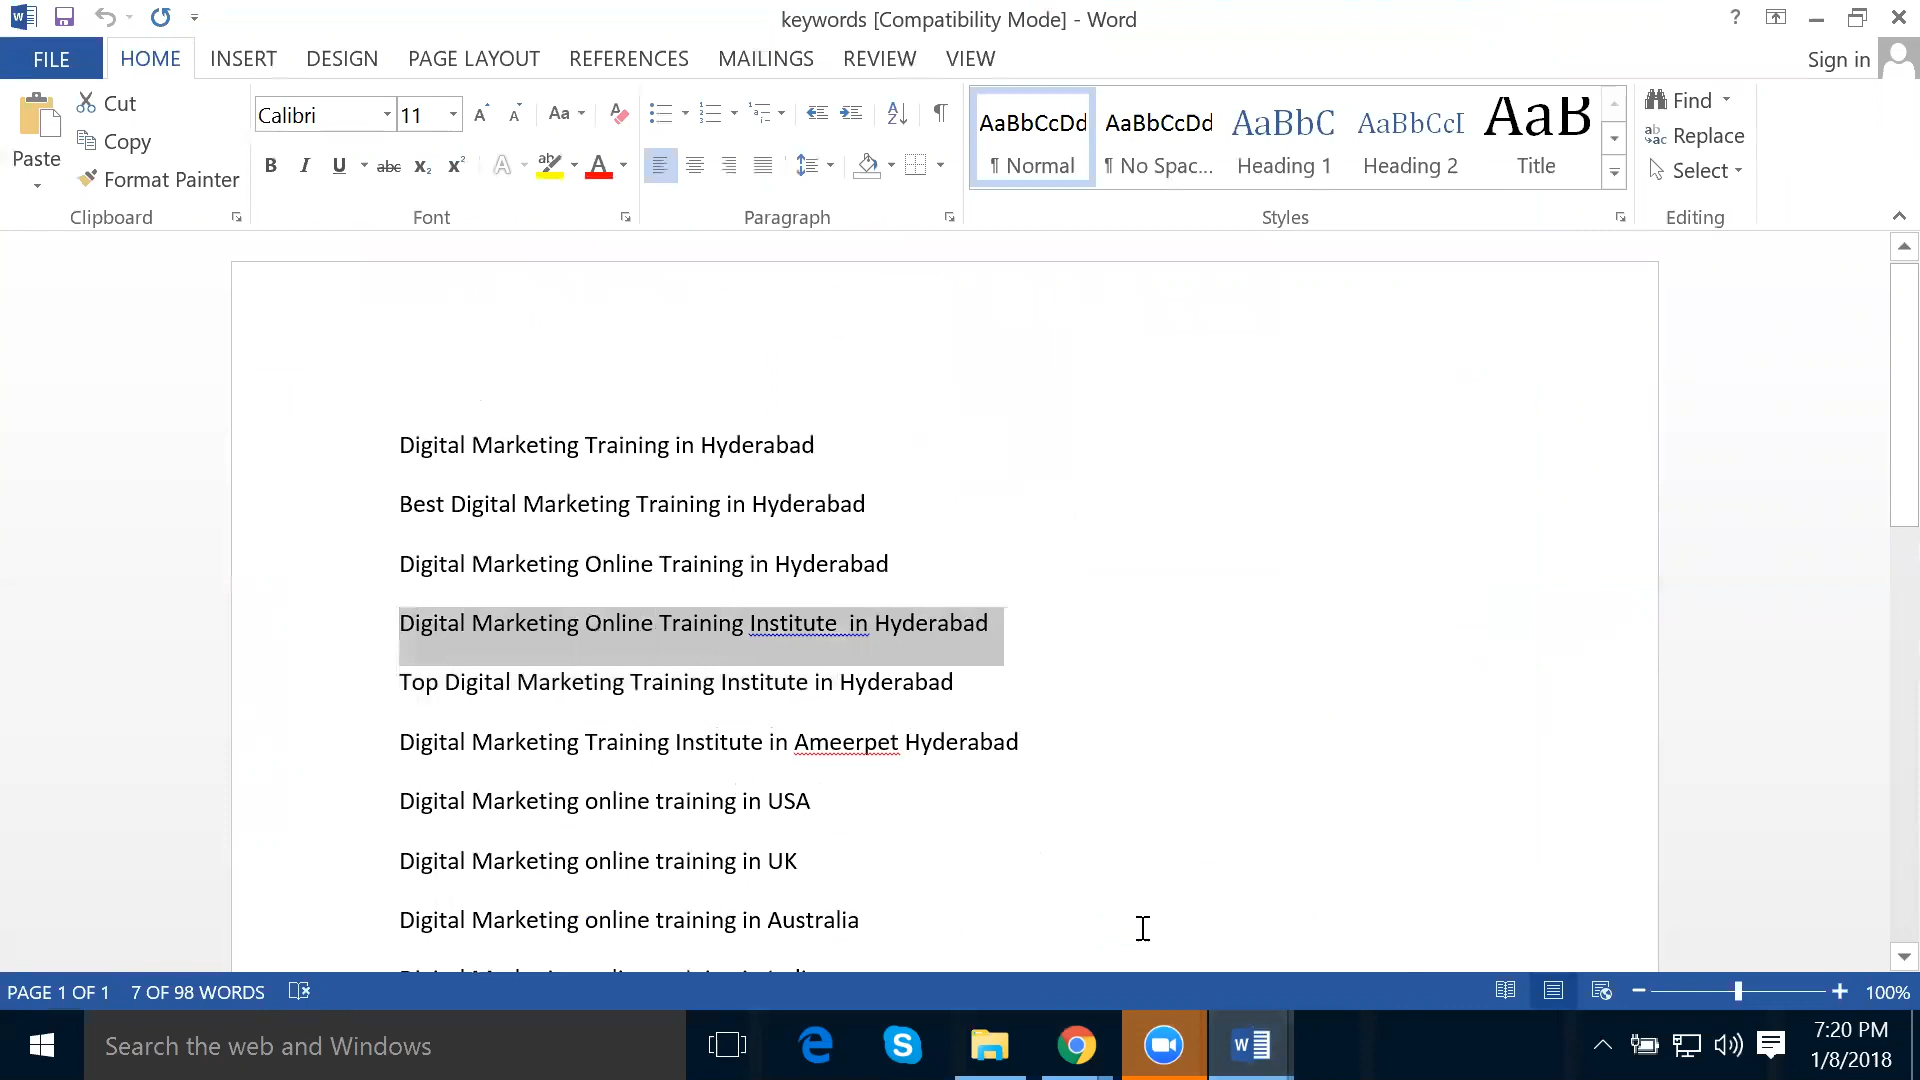 keywords [Compatibility Mode] - Word
FILE HOME INSERT DESIGN PAGE LAYOUT REFERENCES MAILINGS REVIEW VIEW Sign in
Paste
Cut
Copy
Format Painter
Clipboard
Calibri 11
Font
Paragraph
AaBbCcDd AaBbCcDd AaBbC AaBbCcI AaB
¶ Normal ¶ No Spac... Heading 1 Heading 2 Title
Styles
Find
Replace
Select
Editing
Digital Marketing Training in Hyderabad
Best Digital Marketing Training in Hyderabad
Digital Marketing Online Training in Hyderabad
Digital Marketing Online Training Institute  in Hyderabad
Top Digital Marketing Training Institute in Hyderabad
Digital Marketing Training Institute in Ameerpet Hyderabad
Digital Marketing online training in USA
Digital Marketing online training in UK
Digital Marketing online training in Australia
PAGE 1 OF 1 7 OF 98 WORDS 100%
Search the web and Windows
7:20 PM
1/8/2018